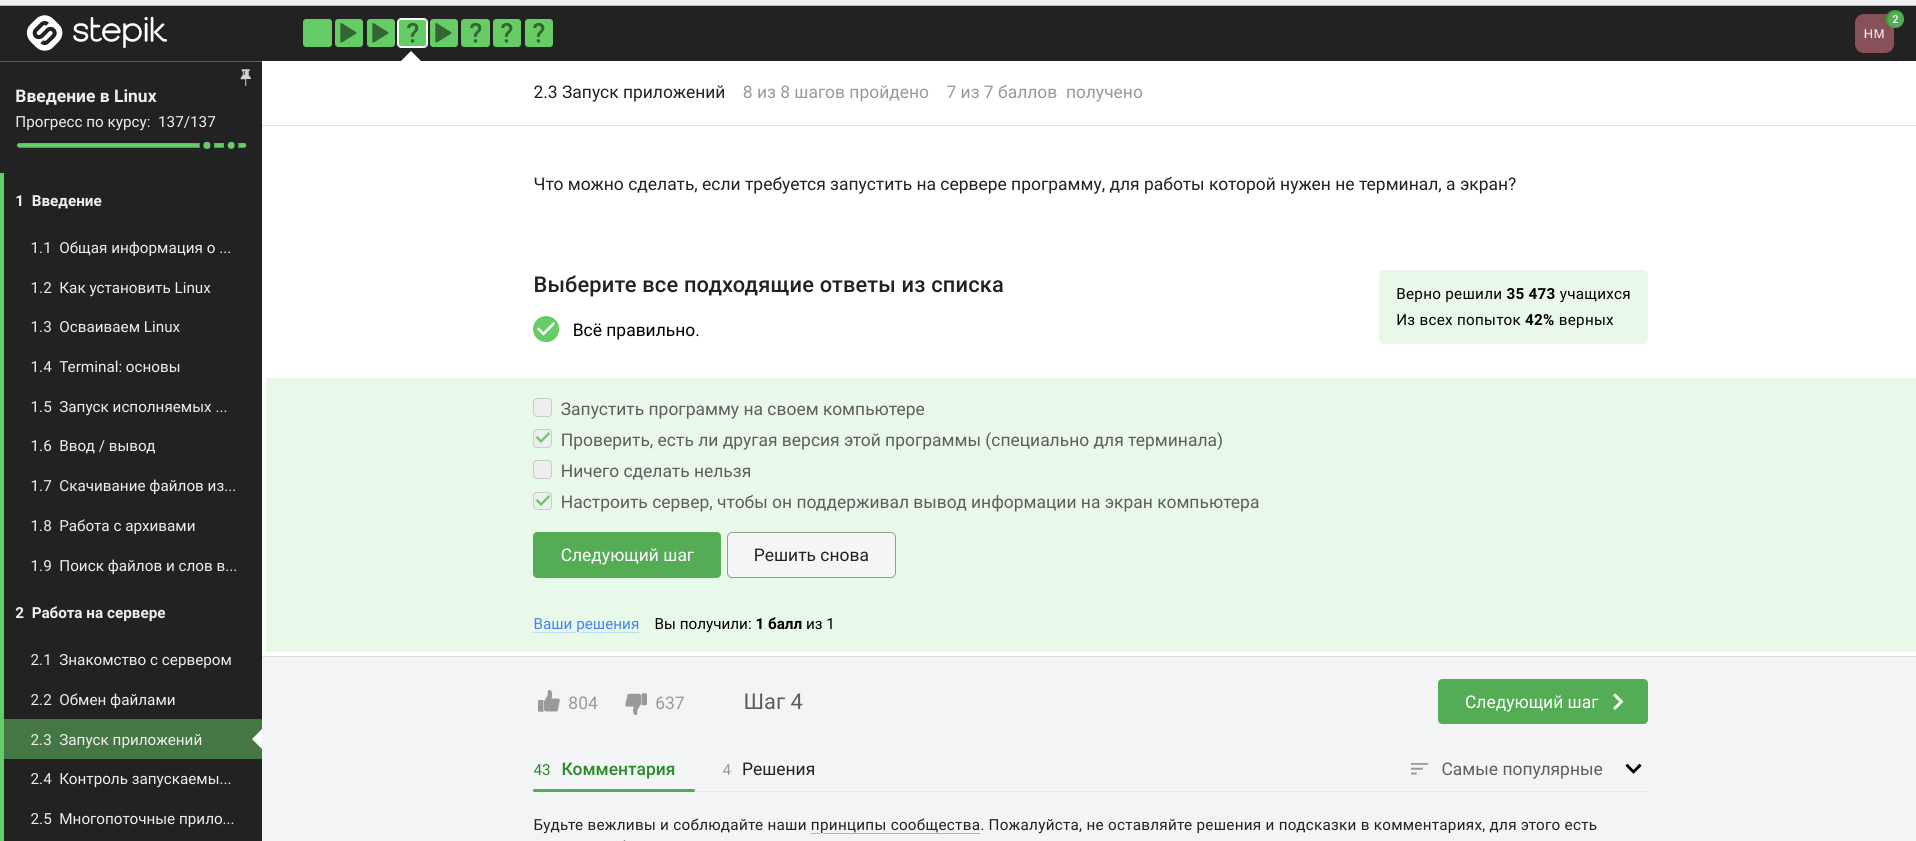 stepik
? ? ? ?
НМ
2
Введение в Linux
Прогресс по курсу: 137/137
1 Введение
1.1 Общая информация о ...
1.2 Как установить Linux
1.3 Осваиваем Linux
1.4 Terminal: основы
1.5 Запуск исполняемых ...
1.6 Ввод / вывод
1.7 Скачивание файлов из...
1.8 Работа с архивами
1.9 Поиск файлов и слов в...
2 Работа на сервере
2.1 Знакомство с сервером
2.2 Обмен файлами
2.3 Запуск приложений
2.4 Контроль запускаемы...
2.5 Многопоточные прило...
2.3 Запуск приложений 8 из 8 шагов пройдено 7 из 7 баллов получено
Что можно сделать, если требуется запустить на сервере программу, для работы которой нужен не терминал, а экран?
Выберите все подходящие ответы из списка
Всё правильно.
Верно решили 35 473 учащихся
Из всех попыток 42% верных
Запустить программу на своем компьютере
Проверить, есть ли другая версия этой программы (специально для терминала)
Ничего сделать нельзя
Настроить сервер, чтобы он поддерживал вывод информации на экран компьютера
Следующий шаг Решить снова
Ваши решения Вы получили: 1 балл из 1
804 637 Шаг 4 Следующий шаг
43 Комментария 4 Решения Самые популярные
Будьте вежливы и соблюдайте наши принципы сообщества. Пожалуйста, не оставляйте решения и подсказки в комментариях, для этого есть